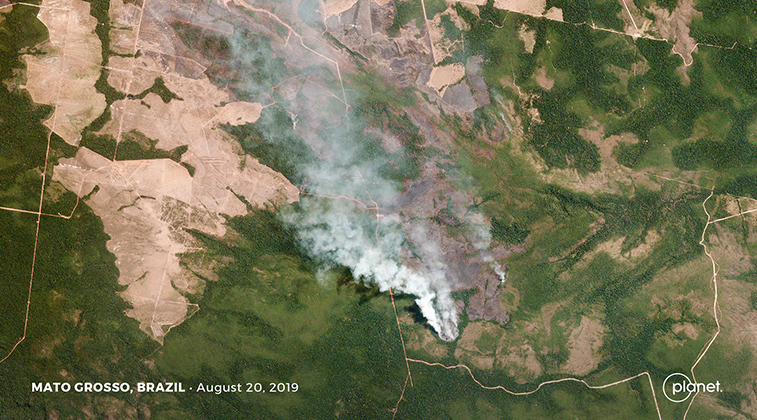 MATO GROSSO, BRAZIL · August 20, 2019
planet.